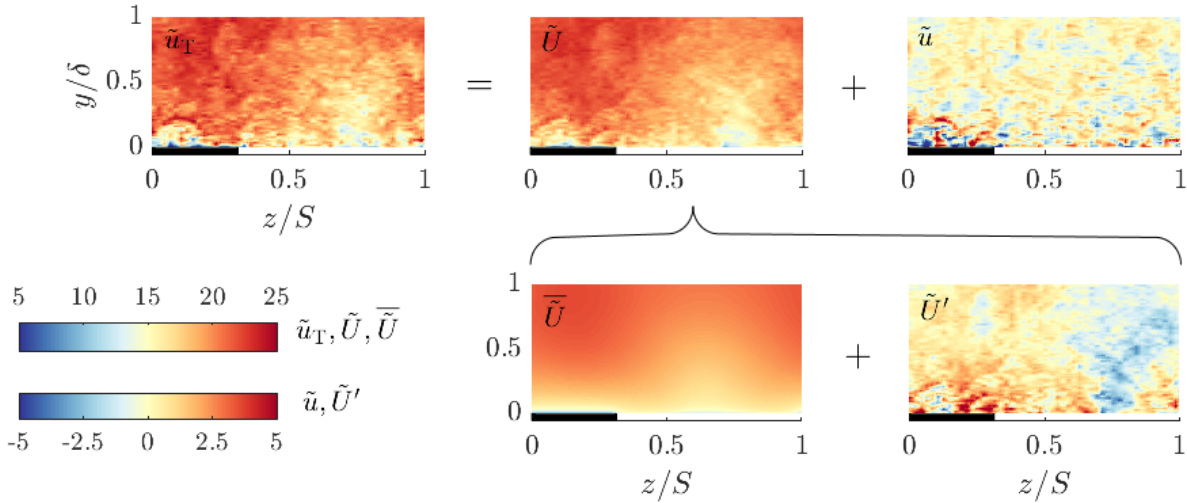 1 ũ_T = Ũ + ũ
y/δ 0.5
0
0 0.5 1 0 0.5 1 0 0.5 1
z/S
5 10 15 20 25
ũ_T, Ũ, \overline{Ũ}
ũ, Ũ′
-5 -2.5 0 2.5 5
1 \overline{Ũ} + Ũ′
0.5
0
0 0.5 1 0 0.5 1
z/S z/S